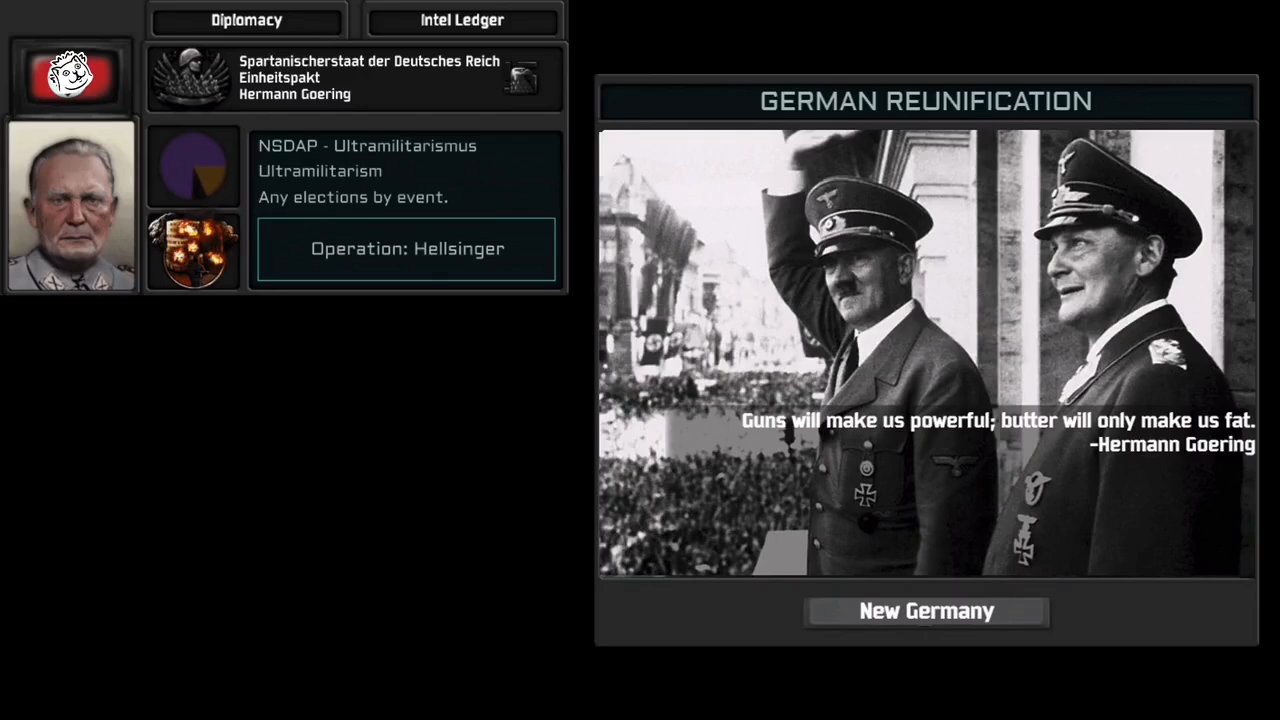 Diplomacy
Intel Ledger
Spartanischerstaat der Deutsches Reich
Einheitspakt
Hermann Goering
NSDAP - Ultramilitarismus
Ultramilitarism
Any elections by event.
Operation: Hellsinger
GERMAN REUNIFICATION
Guns will make us powerful; butter will only make us fat.
-Hermann Goering
New Germany